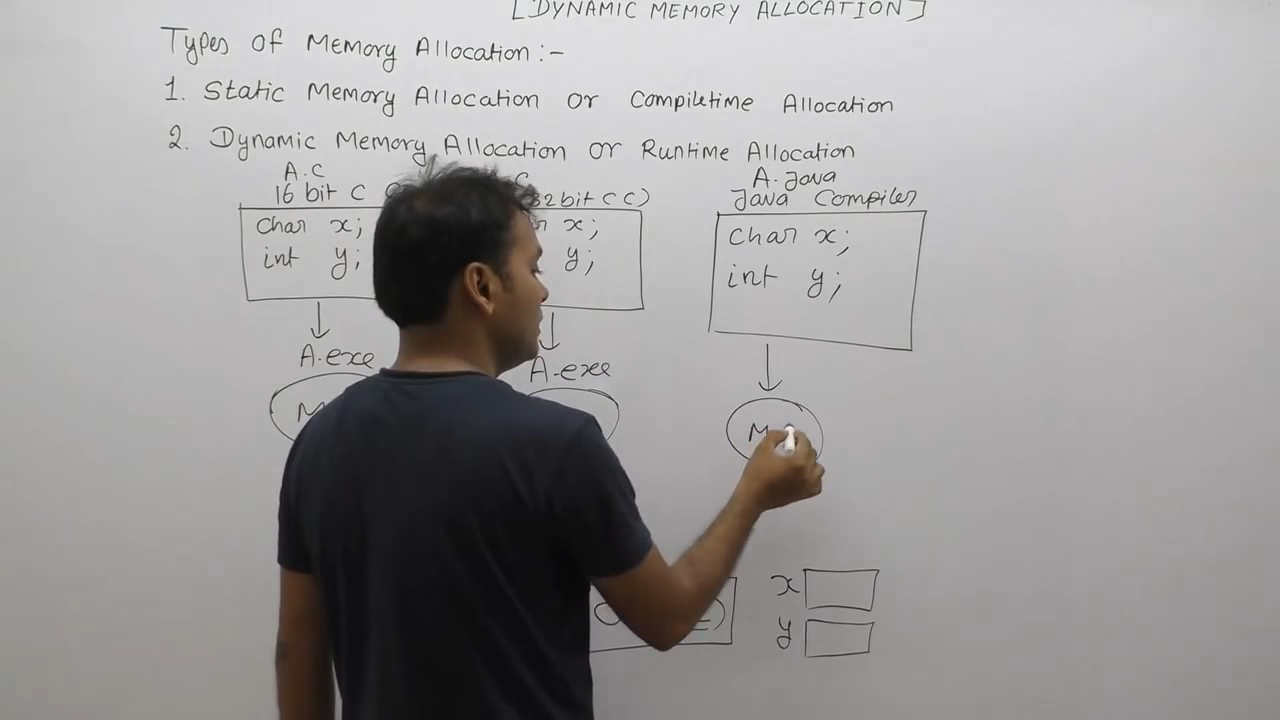 [DYNAMIC MEMORY ALLOCATION]
Types of Memory Allocation :-
1. Static Memory Allocation or Compiletime Allocation
2. Dynamic Memory Allocation or Runtime Allocation
A.C
16 bit C
char x;
int y;
A.exe
M
32 bit C C)
x;
y;
A.exe
A.Java
Java Compiler
char x;
int y;
M
x
y